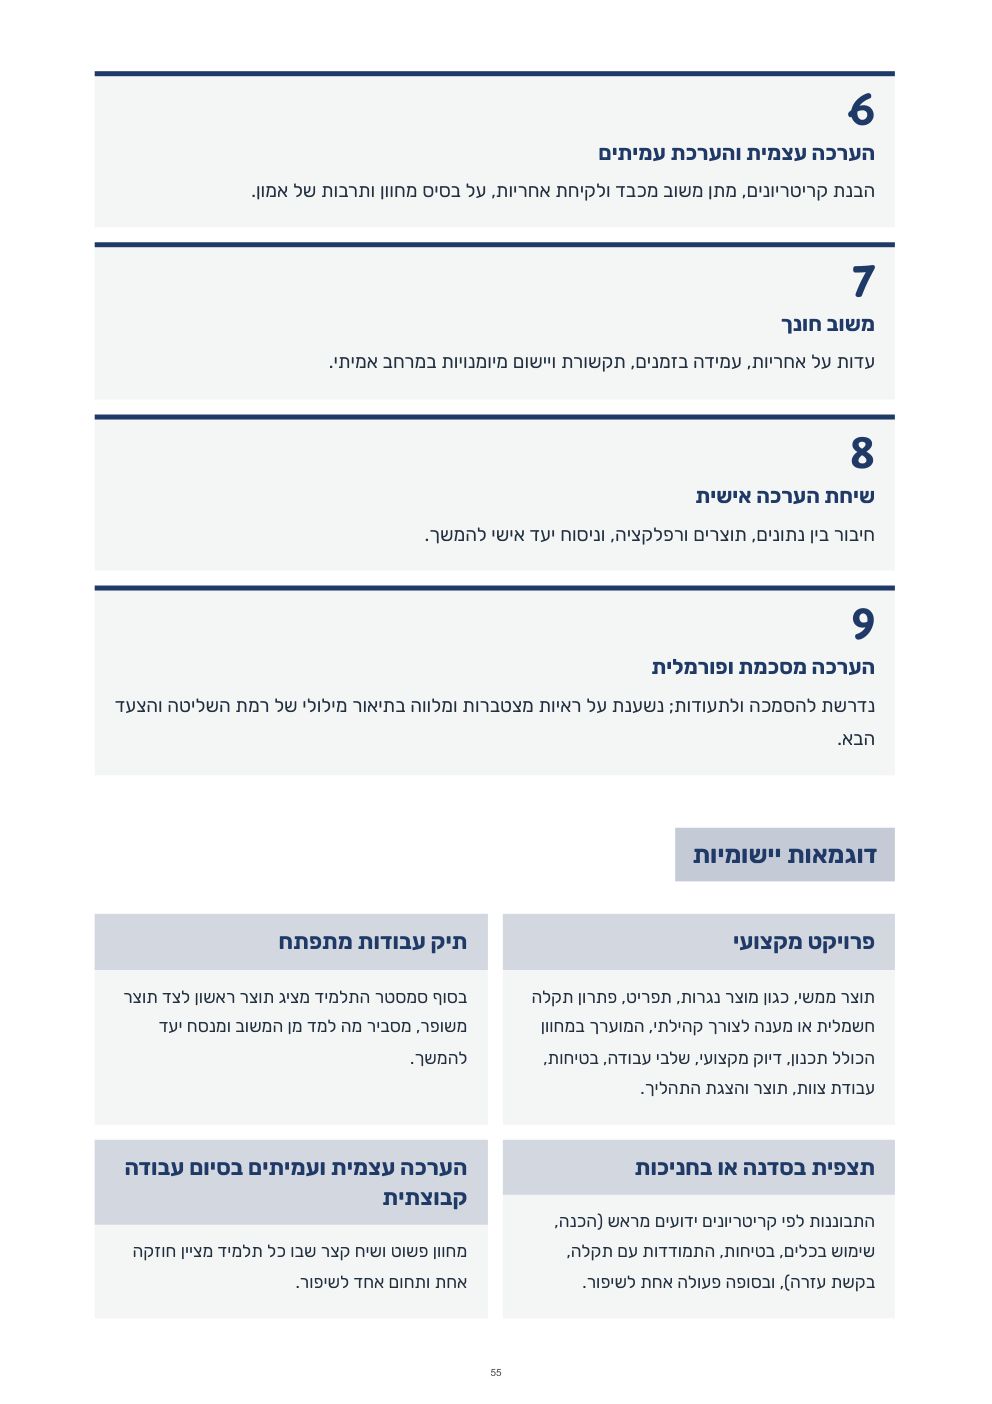 6
הערכה עצמית והערכת עמיתים
הבנת קריטריונים, מתן משוב מכבד ולקיחת אחריות, על בסיס מחוון ותרבות של אמון.
7
משוב חונך
עדות על אחריות, עמידה בזמנים, תקשורת ויישום מיומנויות במרחב אמיתי.
8
שיחת הערכה אישית
חיבור בין נתונים, תוצרים ורפלקציה, וניסוח יעד אישי להמשך.
9
הערכה מסכמת ופורמלית
נדרשת להסמכה ולתעודות; נשענת על ראיות מצטברות ומלווה בתיאור מילולי של רמת השליטה והצעד
הבא.
דוגמאות יישומיות
פרויקט מקצועי
תוצר ממשי, כגון מוצר נגרות, תפריט, פתרון תקלה
חשמלית או מענה לצורך קהילתי, המוערך במחוון
הכולל תכנון, דיוק מקצועי, שלבי עבודה, בטיחות,
עבודת צוות, תוצר והצגת התהליך.
תיק עבודות מתפתח
בסוף סמסטר התלמיד מציג תוצר ראשון לצד תוצר
משופר, מסביר מה למד מן המשוב ומנסח יעד
להמשך.
תצפית בסדנה או בחניכות
התבוננות לפי קריטריונים ידועים מראש (הכנה,
שימוש בכלים, בטיחות, התמודדות עם תקלה,
בקשת עזרה), ובסופה פעולה אחת לשיפור.
הערכה עצמית ועמיתים בסיום עבודה
קבוצתית
מחוון פשוט ושיח קצר שבו כל תלמיד מציין חוזקה
אחת ותחום אחד לשיפור.
55